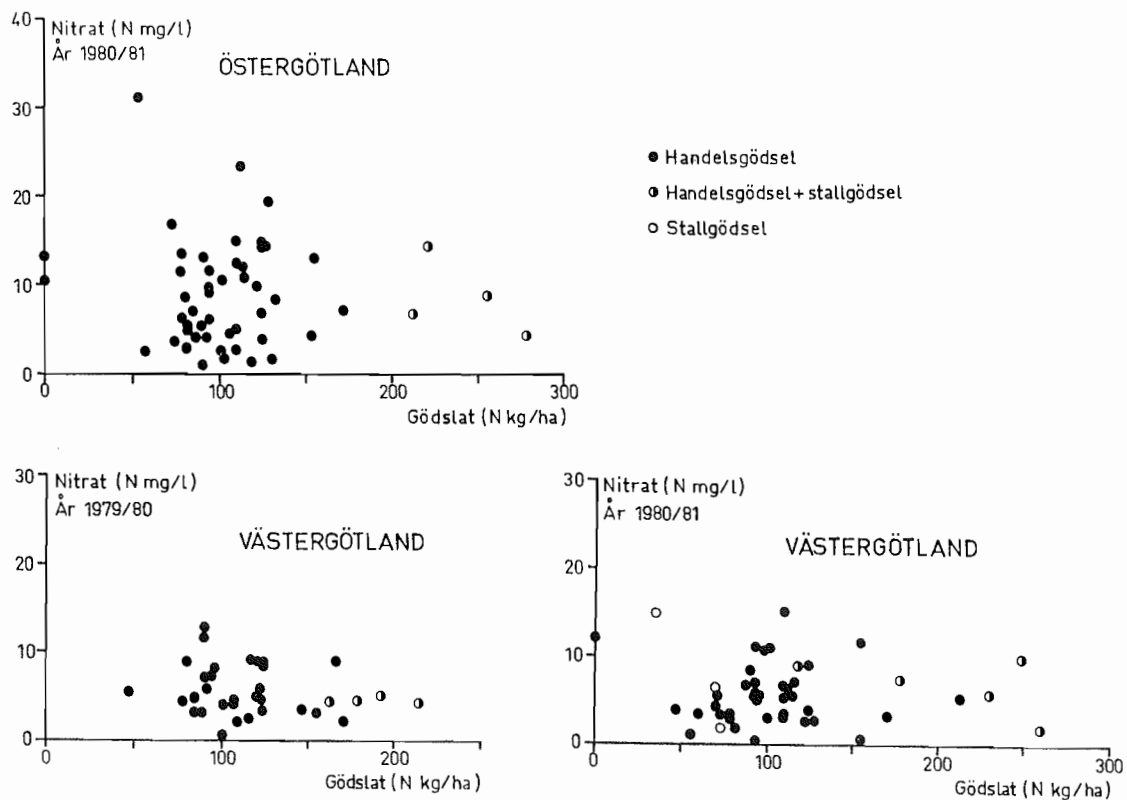 40
Nitrat (N mg/l)
År 1980/81
ÖSTERGÖTLAND
30
20
10
0
0 100 200 300
Gödslat (N kg/ha)
Handelsgödsel
Handelsgödsel + stallgödsel
Stallgödsel
30
Nitrat (N mg/l)
År 1979/80
VÄSTERGÖTLAND
20
10
0
0 100 200
Gödslat (N kg/ha)
30
Nitrat (N mg/l)
År 1980/81
VÄSTERGÖTLAND
20
10
0
0 100 200 300
Gödslat (N kg/ha)